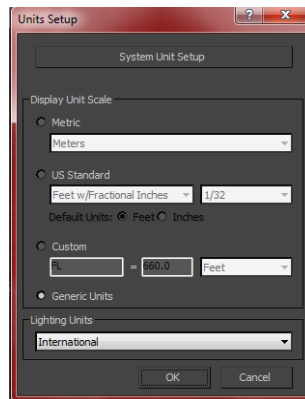 Units Setup
System Unit Setup
Display Unit Scale
Metric
Meters
US Standard
Feet w/Fractional Inches 1/32
Default Units: Feet Inches
Custom
FL = 660.0 Feet
Generic Units
Lighting Units
International
OK Cancel